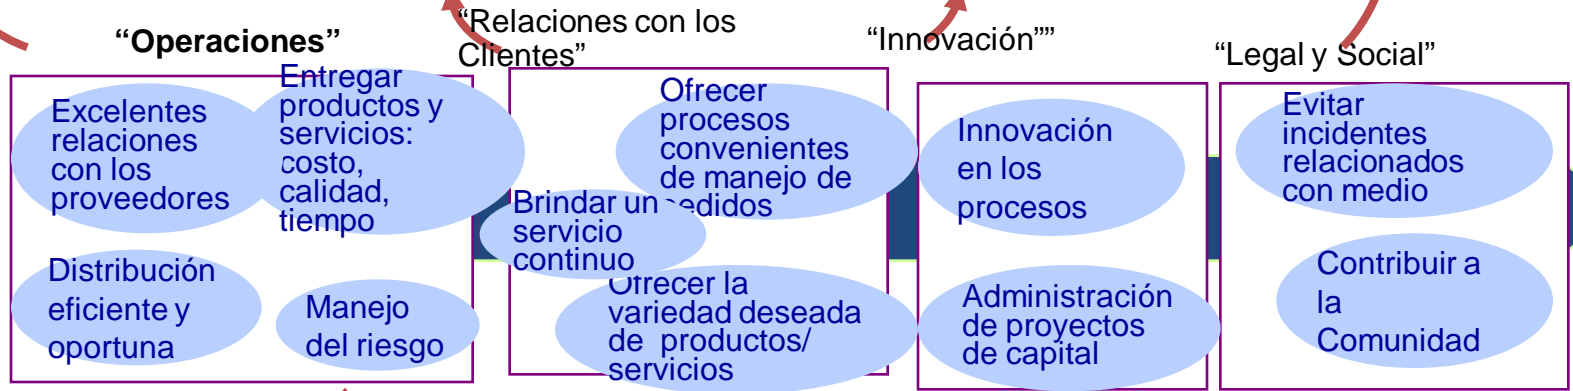 “Operaciones”
“Relaciones con los
Clientes”
“Innovación””
“Legal y Social”
Excelentes
relaciones
con los
proveedores
Entregar
productos y
servicios:
costo,
calidad,
tiempo
Distribución
eficiente y
oportuna
Manejo
del riesgo
Ofrecer
procesos
convenientes
de manejo de
pedidos
Brindar un
servicio
continuo
Ofrecer la
variedad deseada
de productos/
servicios
Innovación
en los
procesos
Administración
de proyectos
de capital
Evitar
incidentes
relacionados
con medio
Contribuir a
la
Comunidad